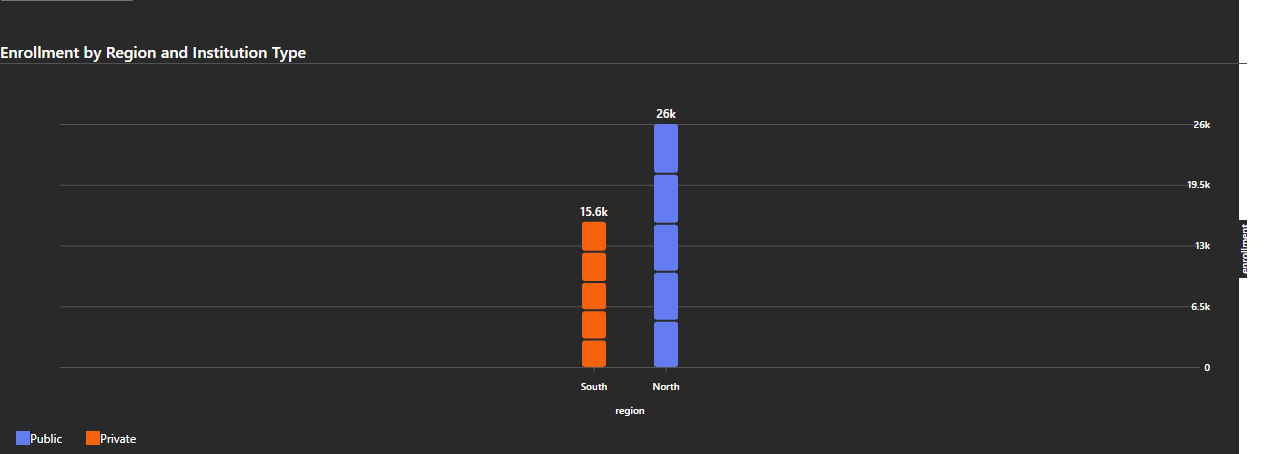 Enrollment by Region and Institution Type
26k
15.6k
26k
19.5k
13k
6.5k
0
enrollment
South North
region
Public Private